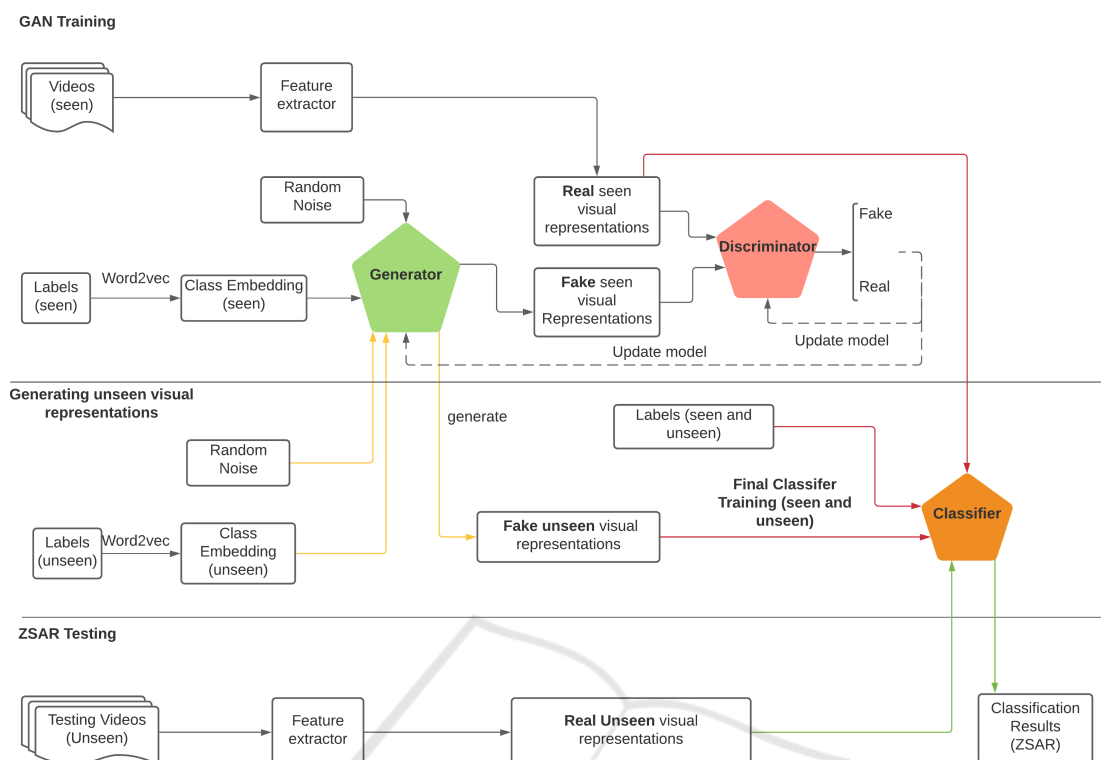 GAN Training
Videos
(seen)
Feature
extractor
Random
Noise
Real seen
visual
representations
Fake
Discriminator
Generator
Labels
(seen)
Word2vec
Class Embedding
(seen)
Fake seen
visual
Representations
Real
Update model
Update model
Generating unseen visual
representations
generate
Labels (seen and
unseen)
Random
Noise
Final Classifer
Training (seen and
unseen)
Classifier
Fake unseen visual
representations
Labels
(unseen)
Word2vec
Class
Embedding
(unseen)
ZSAR Testing
Testing Videos
(Unseen)
Feature
extractor
Real Unseen visual
representations
Classification
Results
(ZSAR)